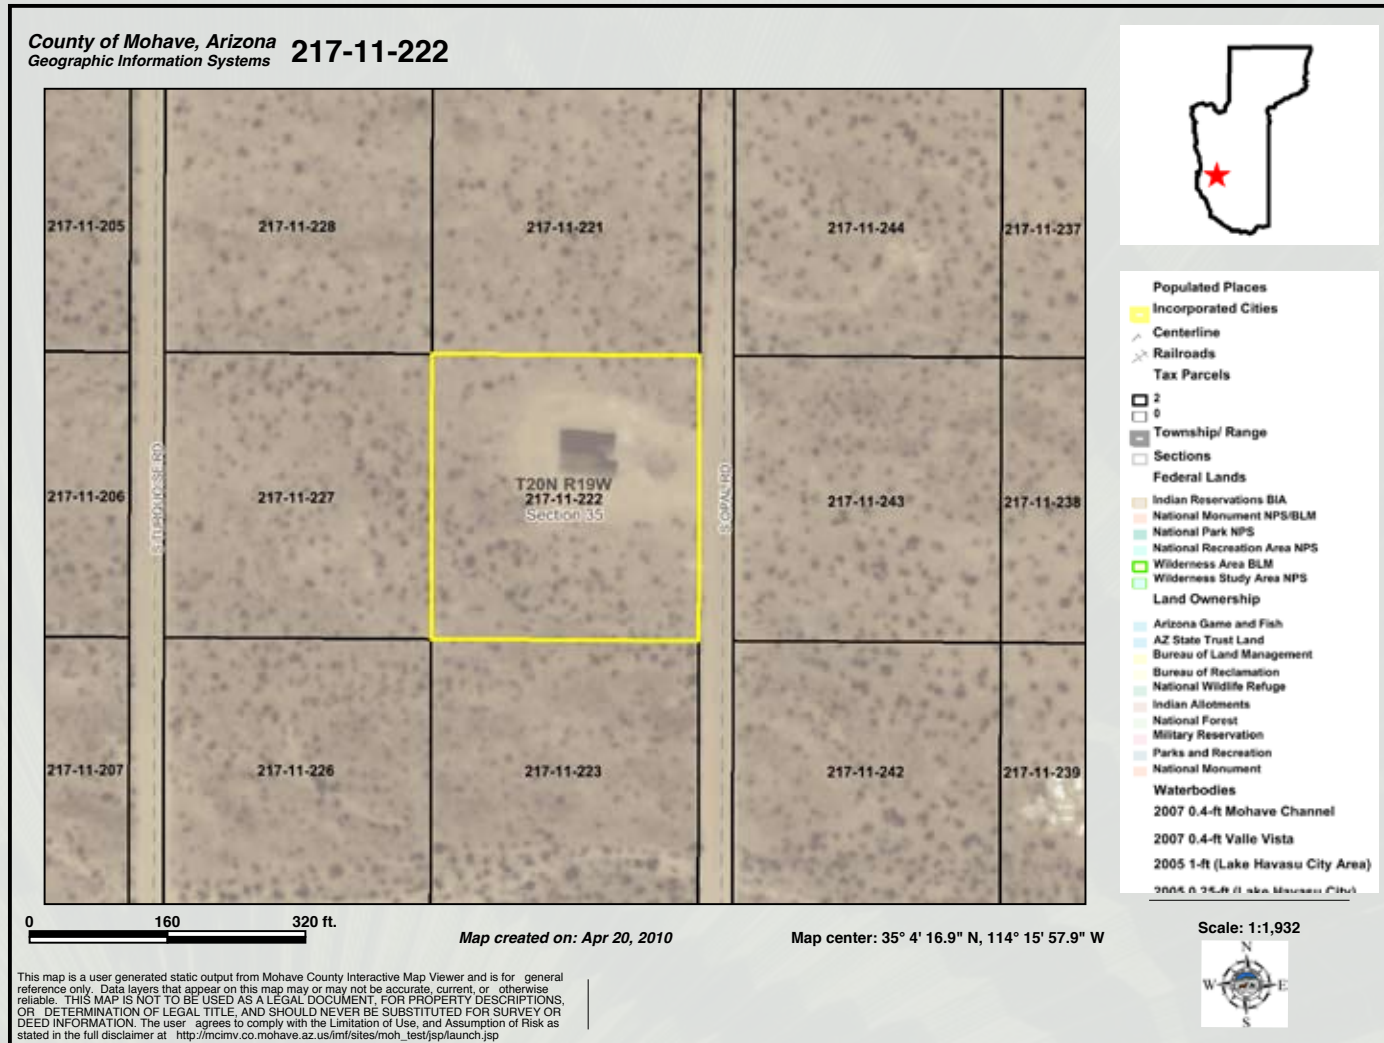 County of Mohave, Arizona
Geographic Information Systems
217-11-222
217-11-205
217-11-228
217-11-221
217-11-244
217-11-237
217-11-206
S TURQUOISE RD
217-11-227
T20N R19W
217-11-222
Section 35
S OPAL RD
217-11-243
217-11-238
217-11-207
217-11-226
217-11-223
217-11-242
217-11-239
Populated Places
Incorporated Cities
Centerline
Railroads
Tax Parcels
2
0
Township/ Range
Sections
Federal Lands
Indian Reservations BIA
National Monument NPS/BLM
National Park NPS
National Recreation Area NPS
Wilderness Area BLM
Wilderness Study Area NPS
Land Ownership
Arizona Game and Fish
AZ State Trust Land
Bureau of Land Management
Bureau of Reclamation
National Wildlife Refuge
Indian Allotments
National Forest
Military Reservation
Parks and Recreation
National Monument
Waterbodies
2007 0.4-ft Mohave Channel
2007 0.4-ft Valle Vista
2005 1-ft (Lake Havasu City Area)
2005 0.25-ft (Lake Havasu City)
0 160 320 ft.
Map created on: Apr 20, 2010
Map center: 35° 4' 16.9" N, 114° 15' 57.9" W
Scale: 1:1,932
N
W E
S
This map is a user generated static output from Mohave County Interactive Map Viewer and is for general
reference only. Data layers that appear on this map may or may not be accurate, current, or otherwise
reliable. THIS MAP IS NOT TO BE USED AS A LEGAL DOCUMENT, FOR PROPERTY DESCRIPTIONS,
OR DETERMINATION OF LEGAL TITLE, AND SHOULD NEVER BE SUBSTITUTED FOR SURVEY OR
DEED INFORMATION. The user agrees to comply with the Limitation of Use, and Assumption of Risk as
stated in the full disclaimer at http://mcimv.co.mohave.az.us/imf/sites/moh_test/jsp/launch.jsp